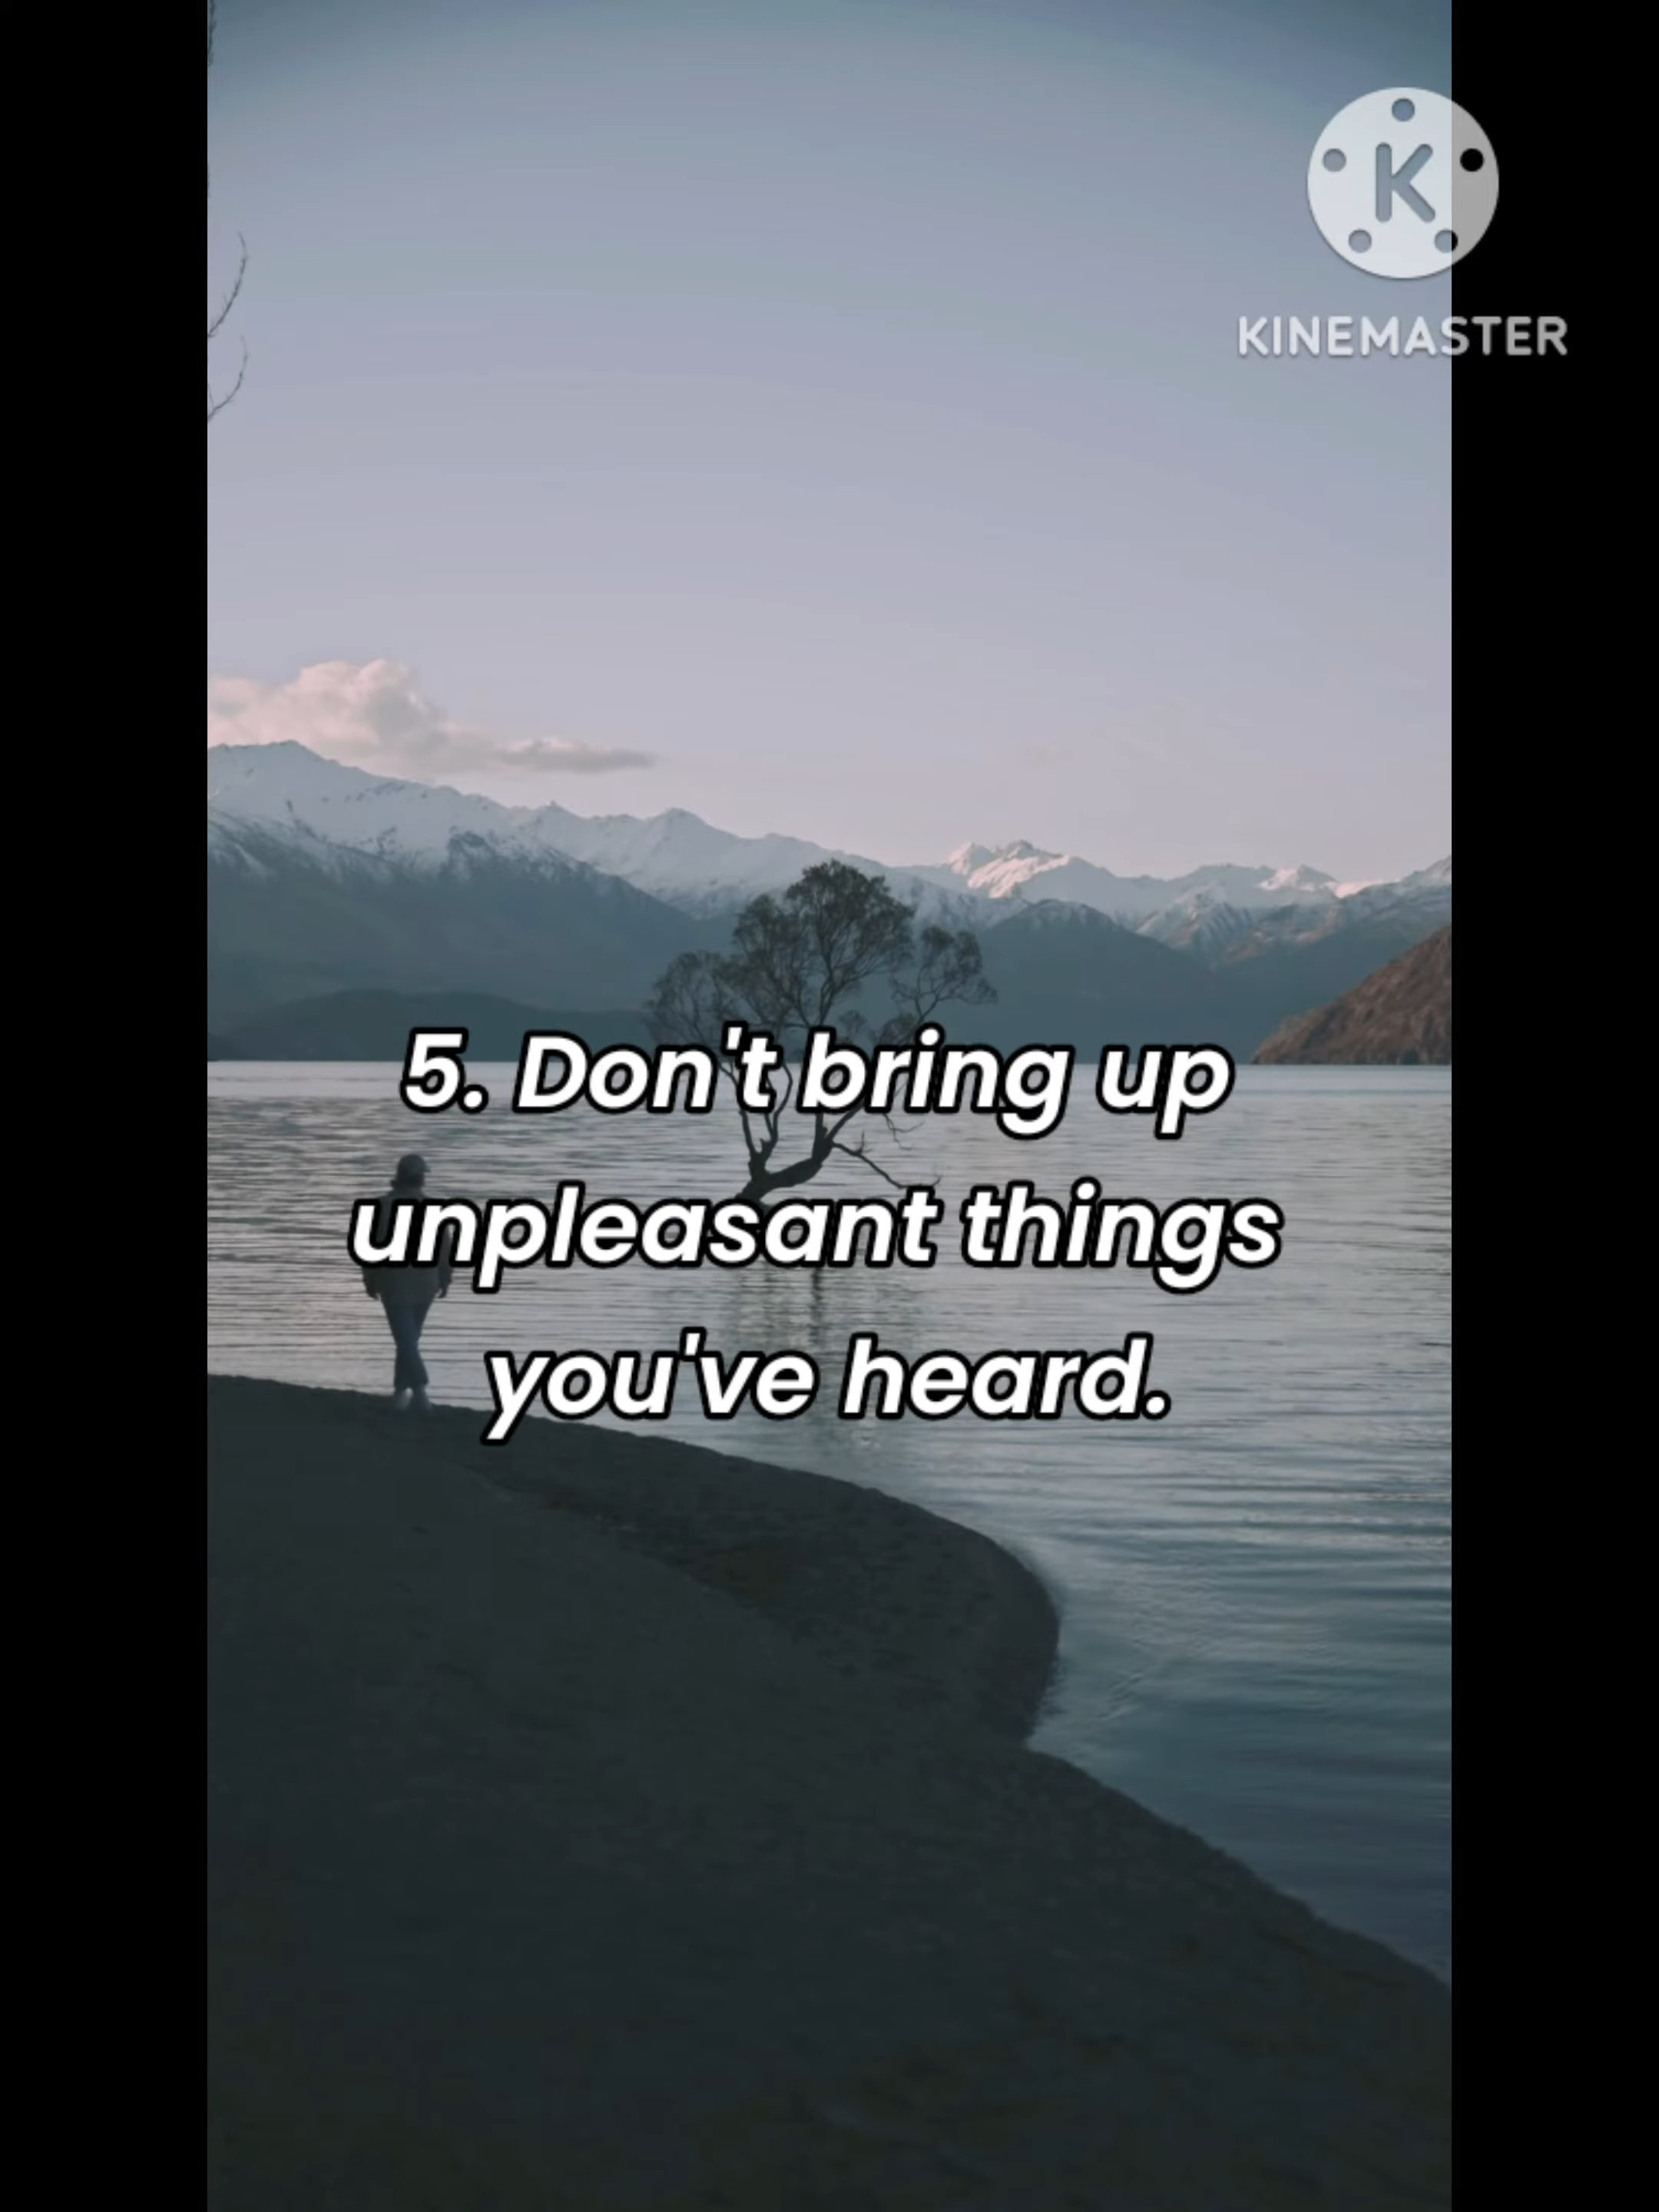 K
KINEMASTER
5. Don't bring up
unpleasant things
you've heard.